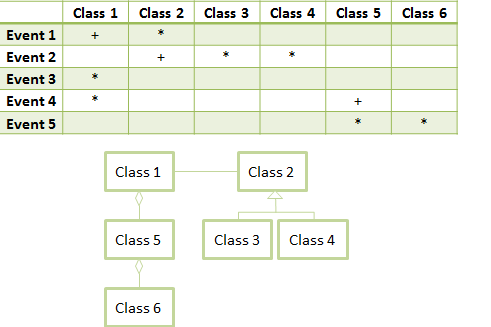 Class 1 Class 2 Class 3 Class 4 Class 5 Class 6
Event 1 + *
Event 2 + * *
Event 3 *
Event 4 * +
Event 5 * *
Class 1 Class 2
Class 5 Class 3 Class 4
Class 6